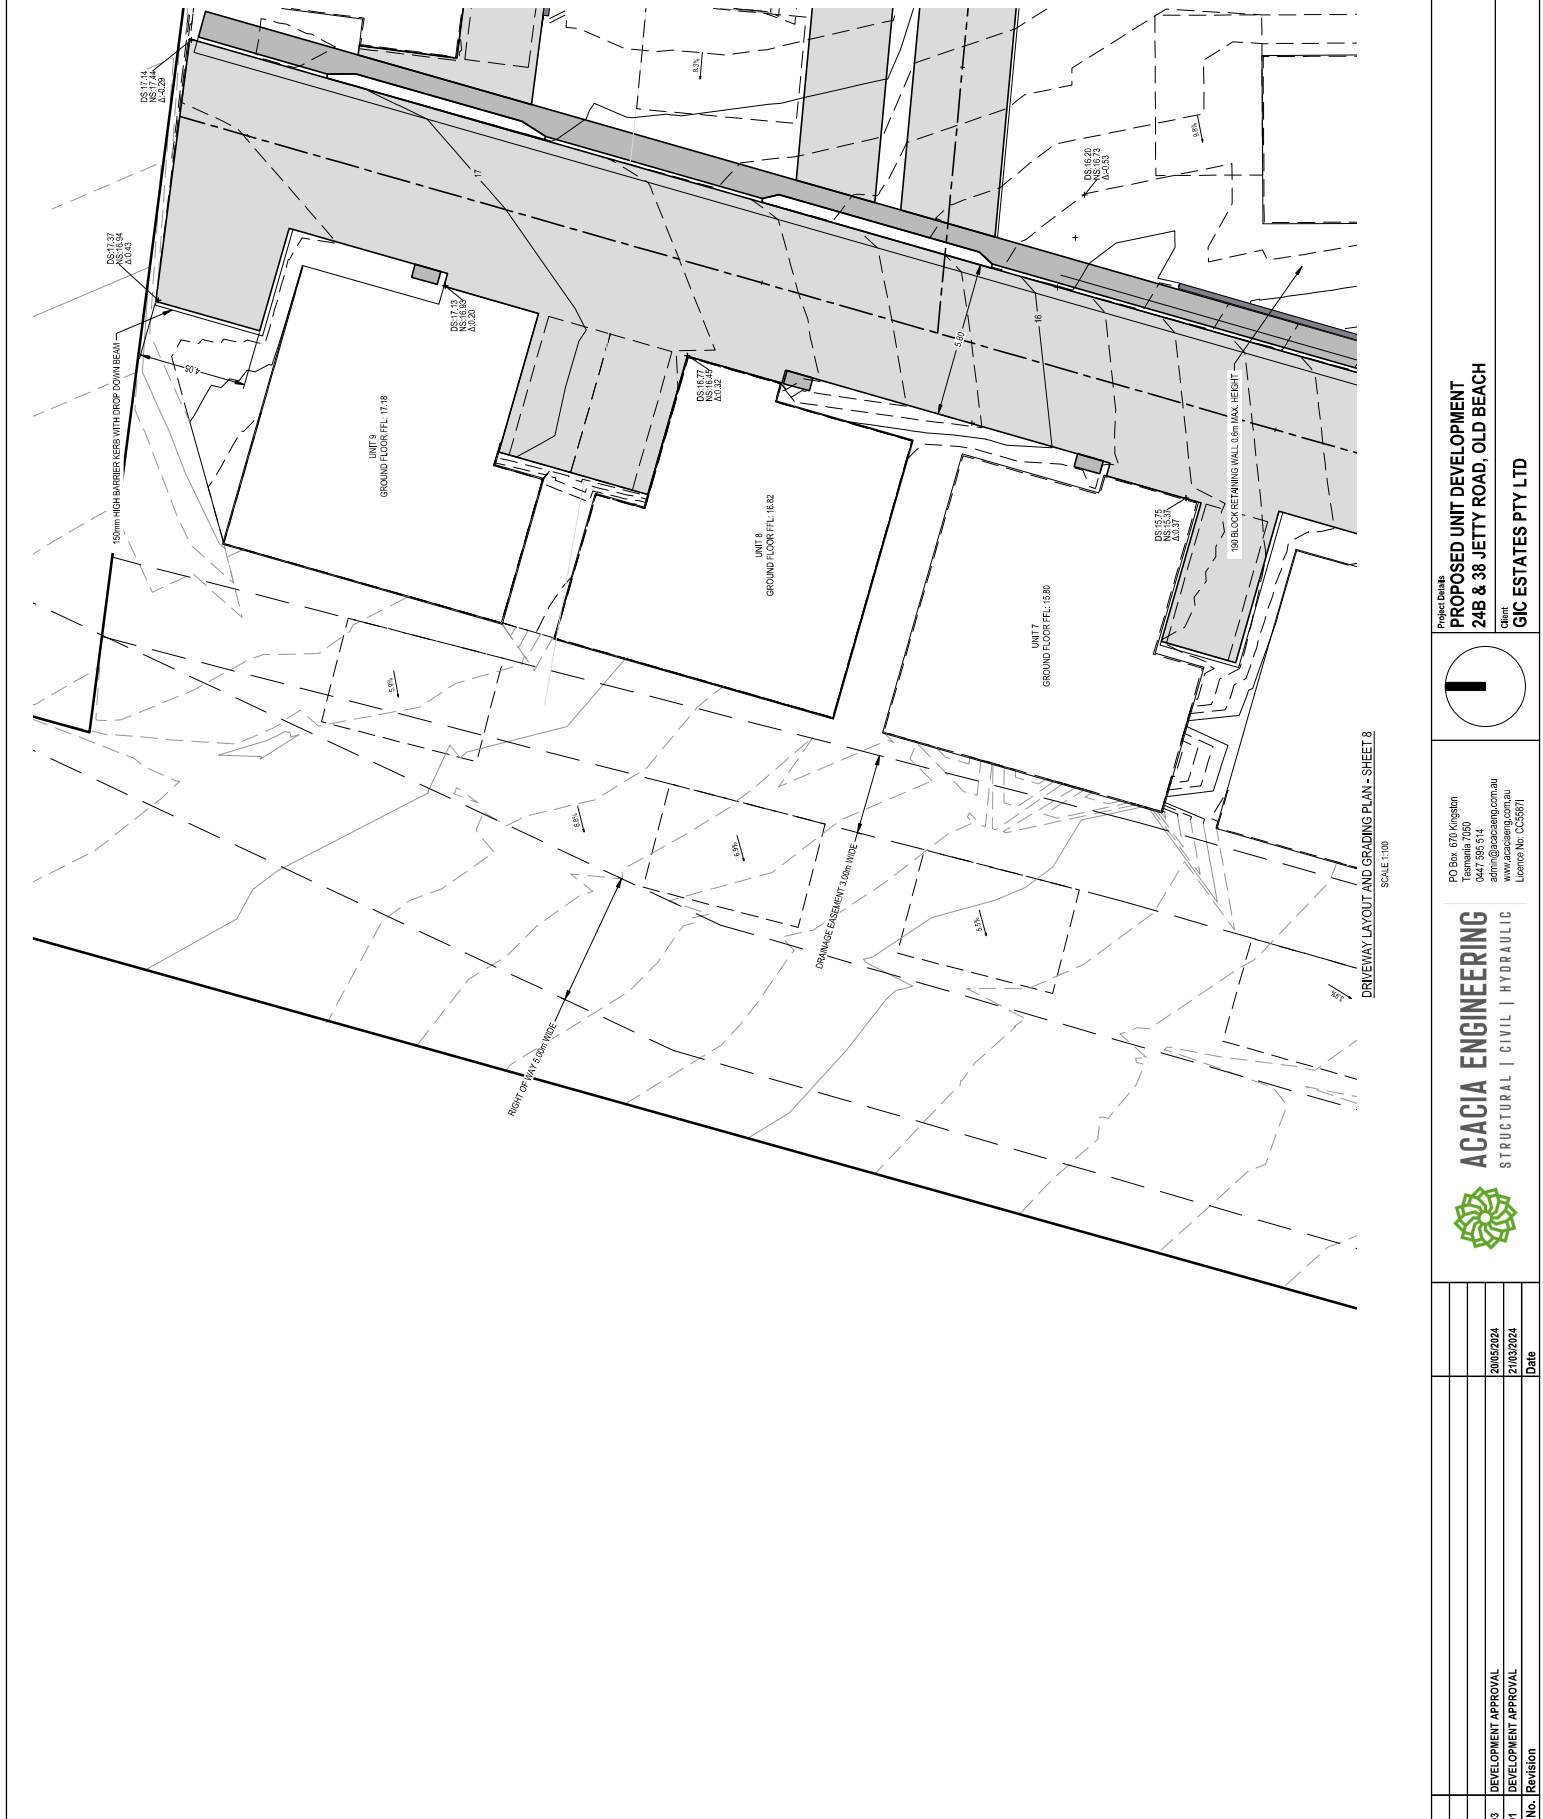 DS:17.14
NS:17.44
Δ:-0.29
DS:17.37
NS:16.94
Δ:0.43
150mm HIGH BARRIER KERB WITH DROP DOWN BEAM
4.05
UNIT 9
GROUND FLOOR FFL: 17.18
DS:17.13
NS:16.93
Δ:0.20
17
8.3%
DS:16.77
NS:16.45
Δ:0.32
UNIT 8
GROUND FLOOR FFL: 16.82
5.80
16
DS:16.20
NS:16.73
Δ:-0.53
9.8%
190 BLOCK RETAINING WALL 0.6m MAX. HEIGHT
DS:15.75
NS:15.37
Δ:0.37
UNIT 7
GROUND FLOOR FFL: 15.80
5.9%
8.8%
6.9%
5.5%
3.9%
DRAINAGE EASEMENT 3.00m WIDE
RIGHT OF WAY 5.00m WIDE
DRIVEWAY LAYOUT AND GRADING PLAN - SHEET 8
SCALE 1:100
Project Details
PROPOSED UNIT DEVELOPMENT
24B & 38 JETTY ROAD, OLD BEACH
Client
GIC ESTATES PTY LTD
PO Box 670 Kingston
Tasmania 7050
0447 595 514
admin@acaciaeng.com.au
www.acaciaeng.com.au
Licence No: CC5587I
ACACIA ENGINEERING
STRUCTURAL | CIVIL | HYDRAULIC
DEVELOPMENT APPROVAL 20/05/2024
DEVELOPMENT APPROVAL 21/03/2024
No. Revision Date